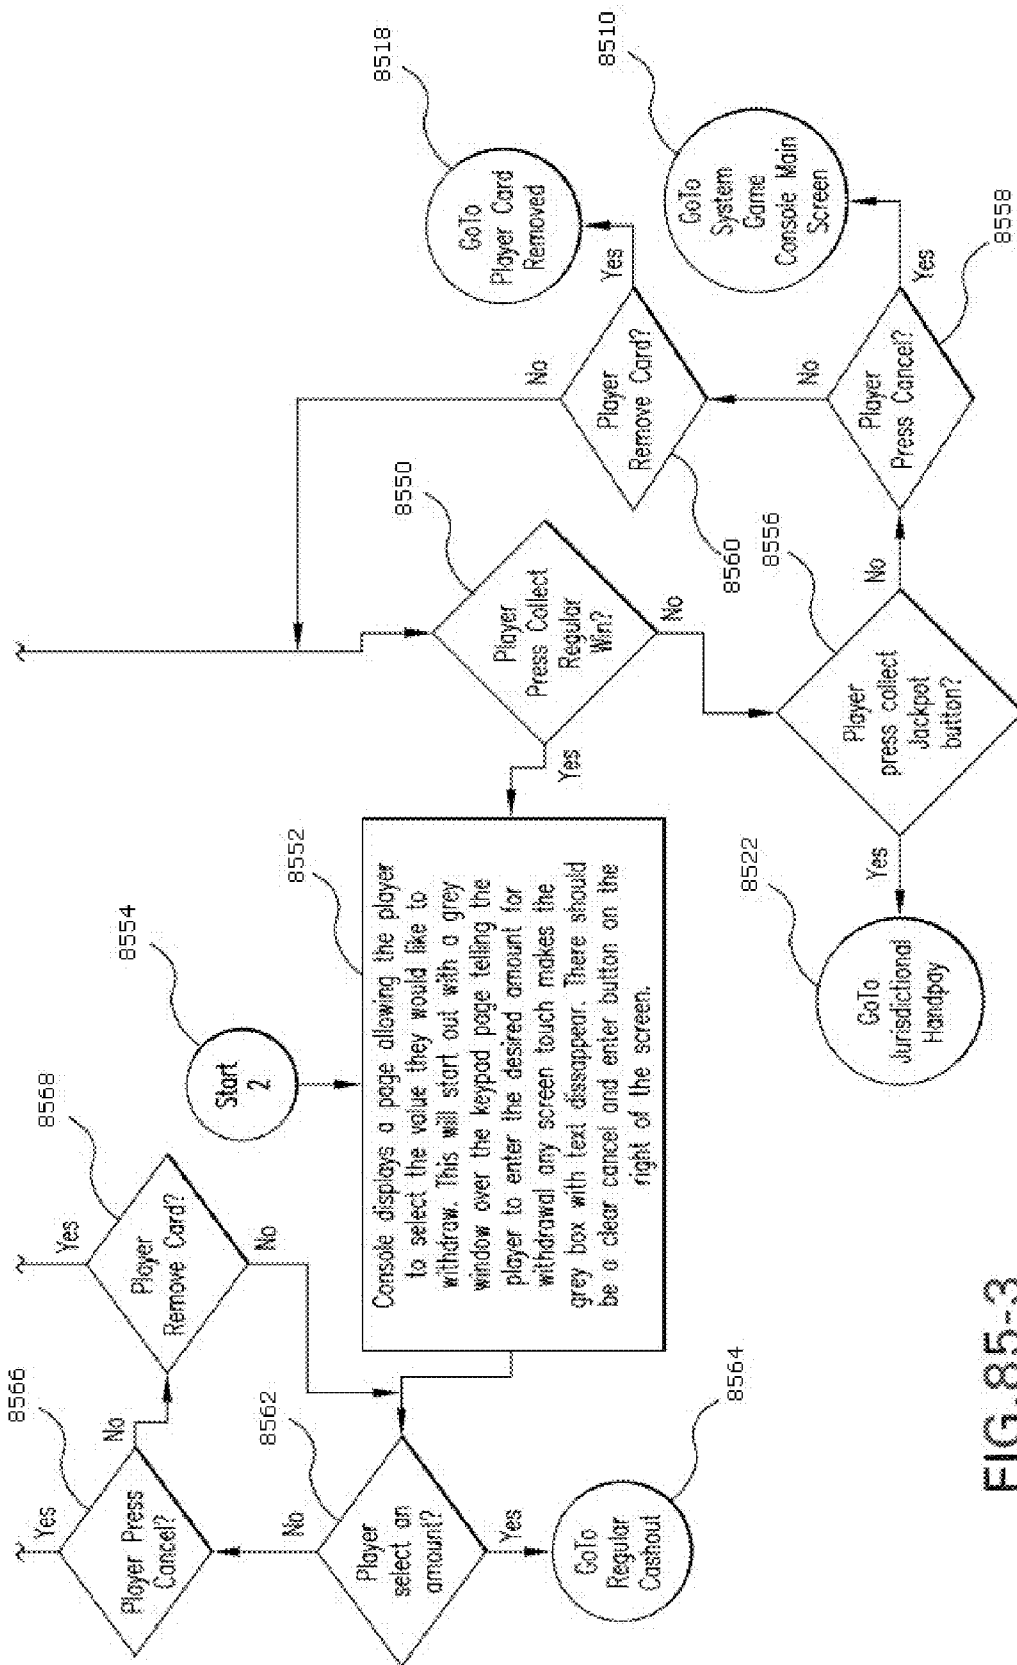 Yes
8566
Player Press
Cancel?
No
Yes
8568
Player
Remove Card?
No
8554
Start
2
8562
Player
select an
amount?
No
Yes
8564
GoTo
Regular
Cashout
8552
Console displays a page allowing the player
to select the value they would like to
withdraw. This will start out with a grey
window over the keypad page telling the
player to enter the desired amount for
withdrawal any screen touch makes the
grey box with text dissappear. There should
be a clear cancel and enter button on the
right of the screen.
8550
Player
Press Collect
Regular
Win?
Yes
No
No
8518
GoTo
Player Card
Removed
Yes
Player
Remove Card?
8560
8556
Player
press collect
Jackpot
button?
Yes
No
8522
GoTo
Jurisdictional
Handpay
No
Player
Press Cancel?
Yes
8558
8510
GoTo
System
Game
Console Main
Screen
FIG.85-3